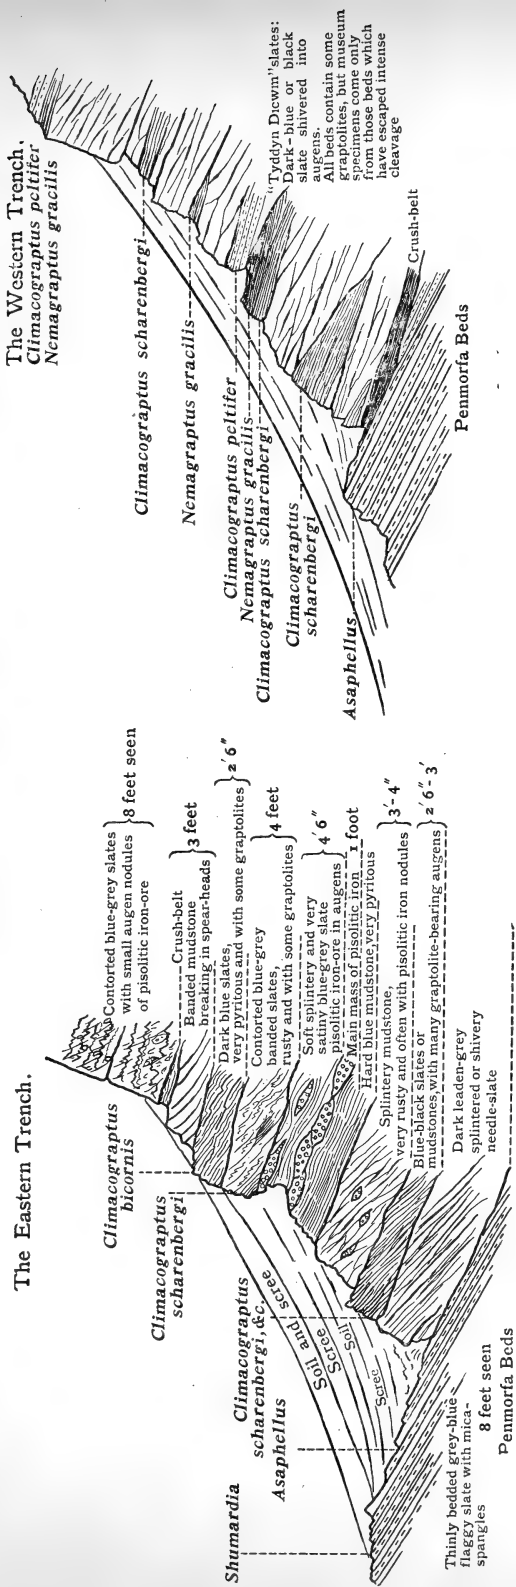 The Eastern Trench.
Climacograptus
bicornis
Climacograptus
scharenbergi
Climacograptus
scharenbergi, &c.
Asaphellus
Shumardia
Soil and scree
Scree
Soil
Scree
Contorted blue-grey slates
with small augen nodules
of pisolitic iron-ore
8 feet seen
Crush-belt
Banded mudstone
breaking in spear-heads
3 feet
Dark blue slates,
very pyritous and with some graptolites
2' 6"
Contorted blue-grey
banded slates,
rusty and with some graptolites
4 feet
Soft splintery and very
satiny blue-grey slate
pisolitic iron-ore in augens
4' 6"
Main mass of pisolitic iron 1 foot
Hard blue mudstone, very pyritous
Splintery mudstone,
very rusty and often with pisolitic iron nodules
3'-4"
Blue-black slates or
mudstones, with many graptolite-bearing augens
2' 6"-3'
Dark leaden-grey
splintered or shivery
needle-slate
Thinly bedded grey-blue
flaggy slate with mica-
spangles
8 feet seen
Penmorfa Beds
The Western Trench.
Climacograptus peltifer
Nemagraptus gracilis
Climacograptus scharenbergi
Nemagraptus gracilis
Climacograptus peltifer
Nemagraptus gracilis
Climacograptus scharenbergi
Climacograptus
scharenbergi
Asaphellus
"Tyddyn Dicwin" slates:
Dark-blue or black
slate shivered into
augens.
All beds contain some
graptolites, but museum
specimens come only
from those beds which
have escaped intense
cleavage
Crush-belt
Penmorfa Beds